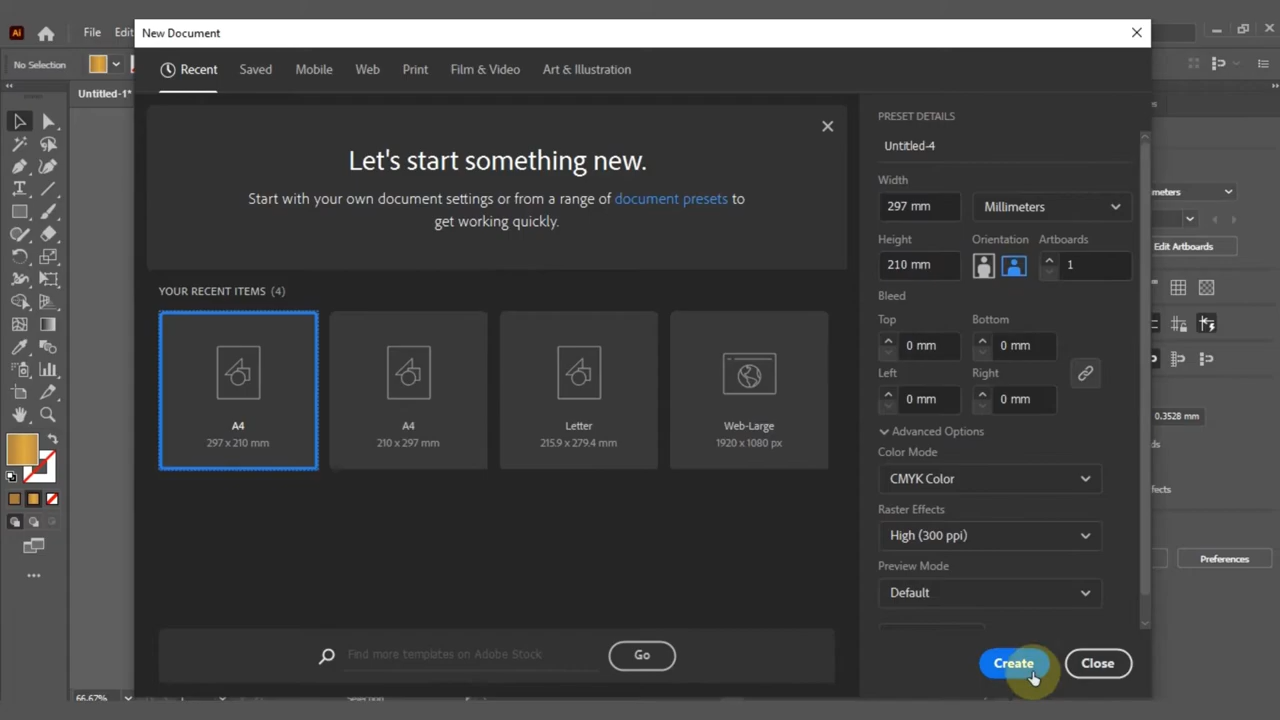 New Document
Ai File Edit
No Selection
Untitled-1*
Recent Saved Mobile Web Print Film & Video Art & Illustration
Let's start something new.
Start with your own document settings or from a range of document presets to
get working quickly.
YOUR RECENT ITEMS (4)
A4
297 x 210 mm
A4
210 x 297 mm
Letter
215.9 x 279.4 mm
Web-Large
1920 x 1080 px
Find more templates on Adobe Stock
Go
PRESET DETAILS
Untitled-4
Width
297 mm
Millimeters
Height
Orientation
Artboards
210 mm
1
Bleed
Top
Bottom
0 mm
0 mm
Left
Right
0 mm
0 mm
Advanced Options
Color Mode
CMYK Color
Raster Effects
High (300 ppi)
Preview Mode
Default
Create
Close
Edit Artboards
0.3528 mm
Preferences
66.67%